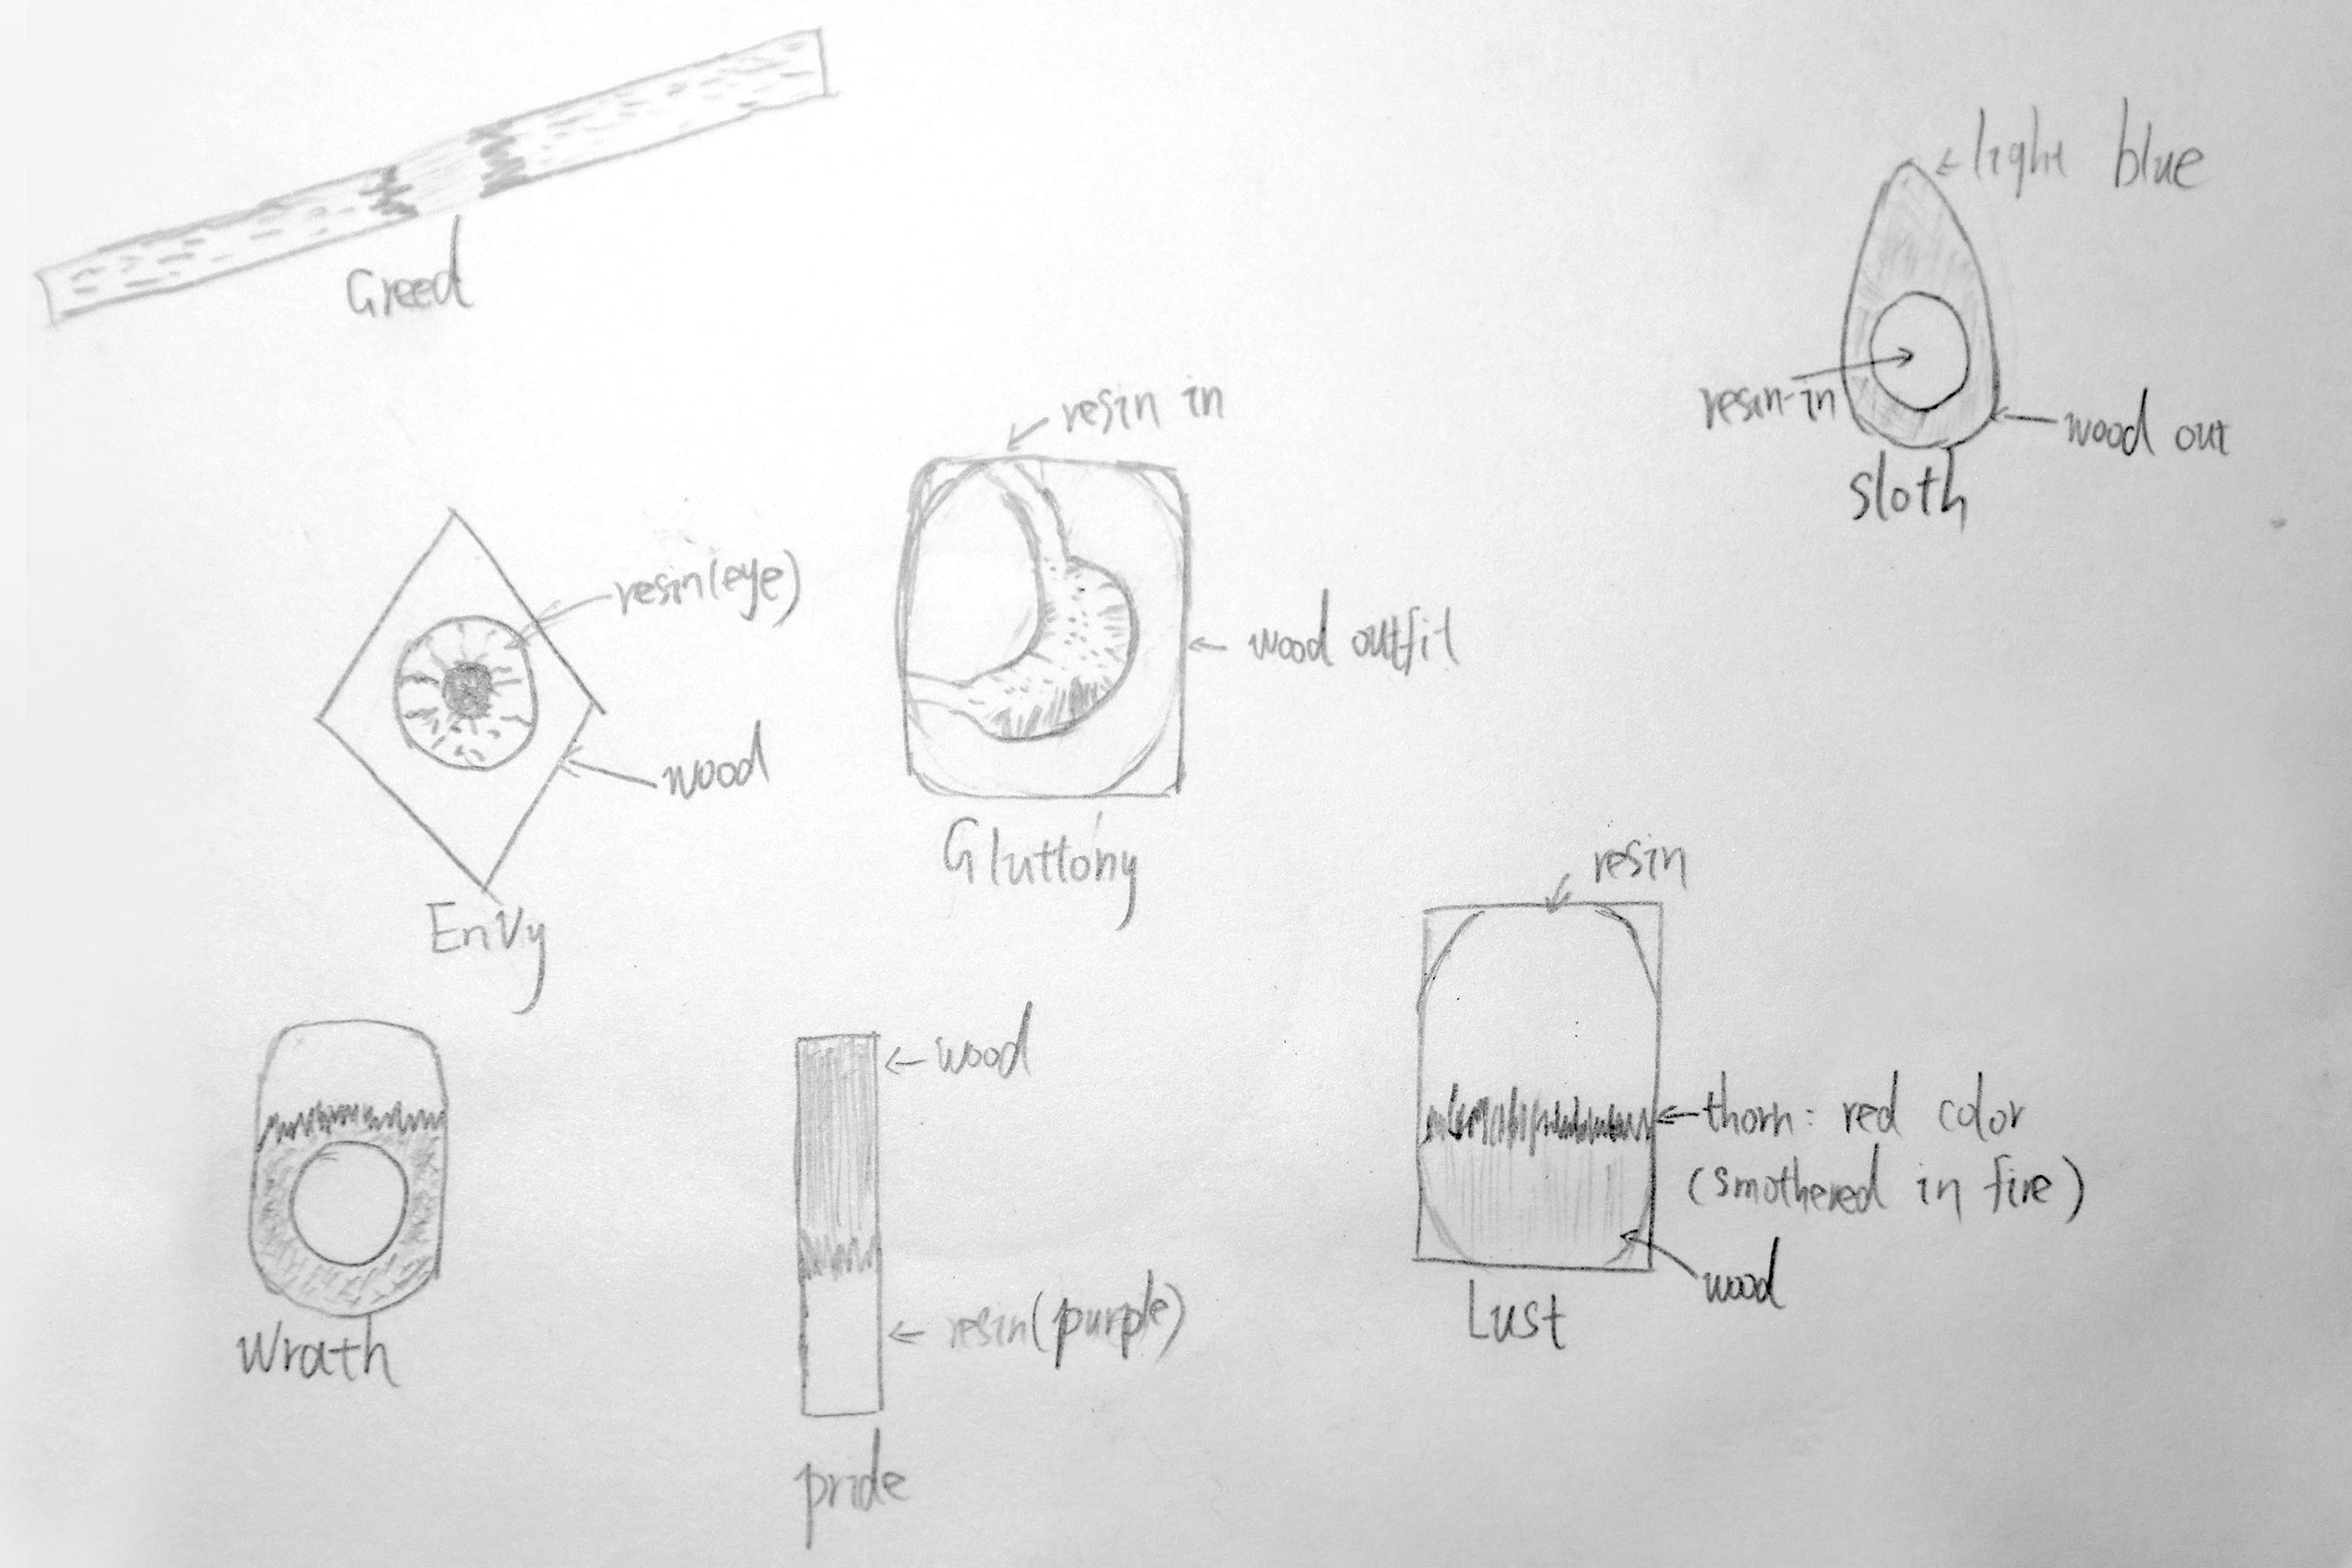 Greed
light blue
resin-in
wood out
sloth
resin in
wood outfit
Gluttony
resin(eye)
wood
EnVy
resin
thorn: red color
(smothered in fire)
wood
Lust
Wrath
wood
resin(purple)
pride